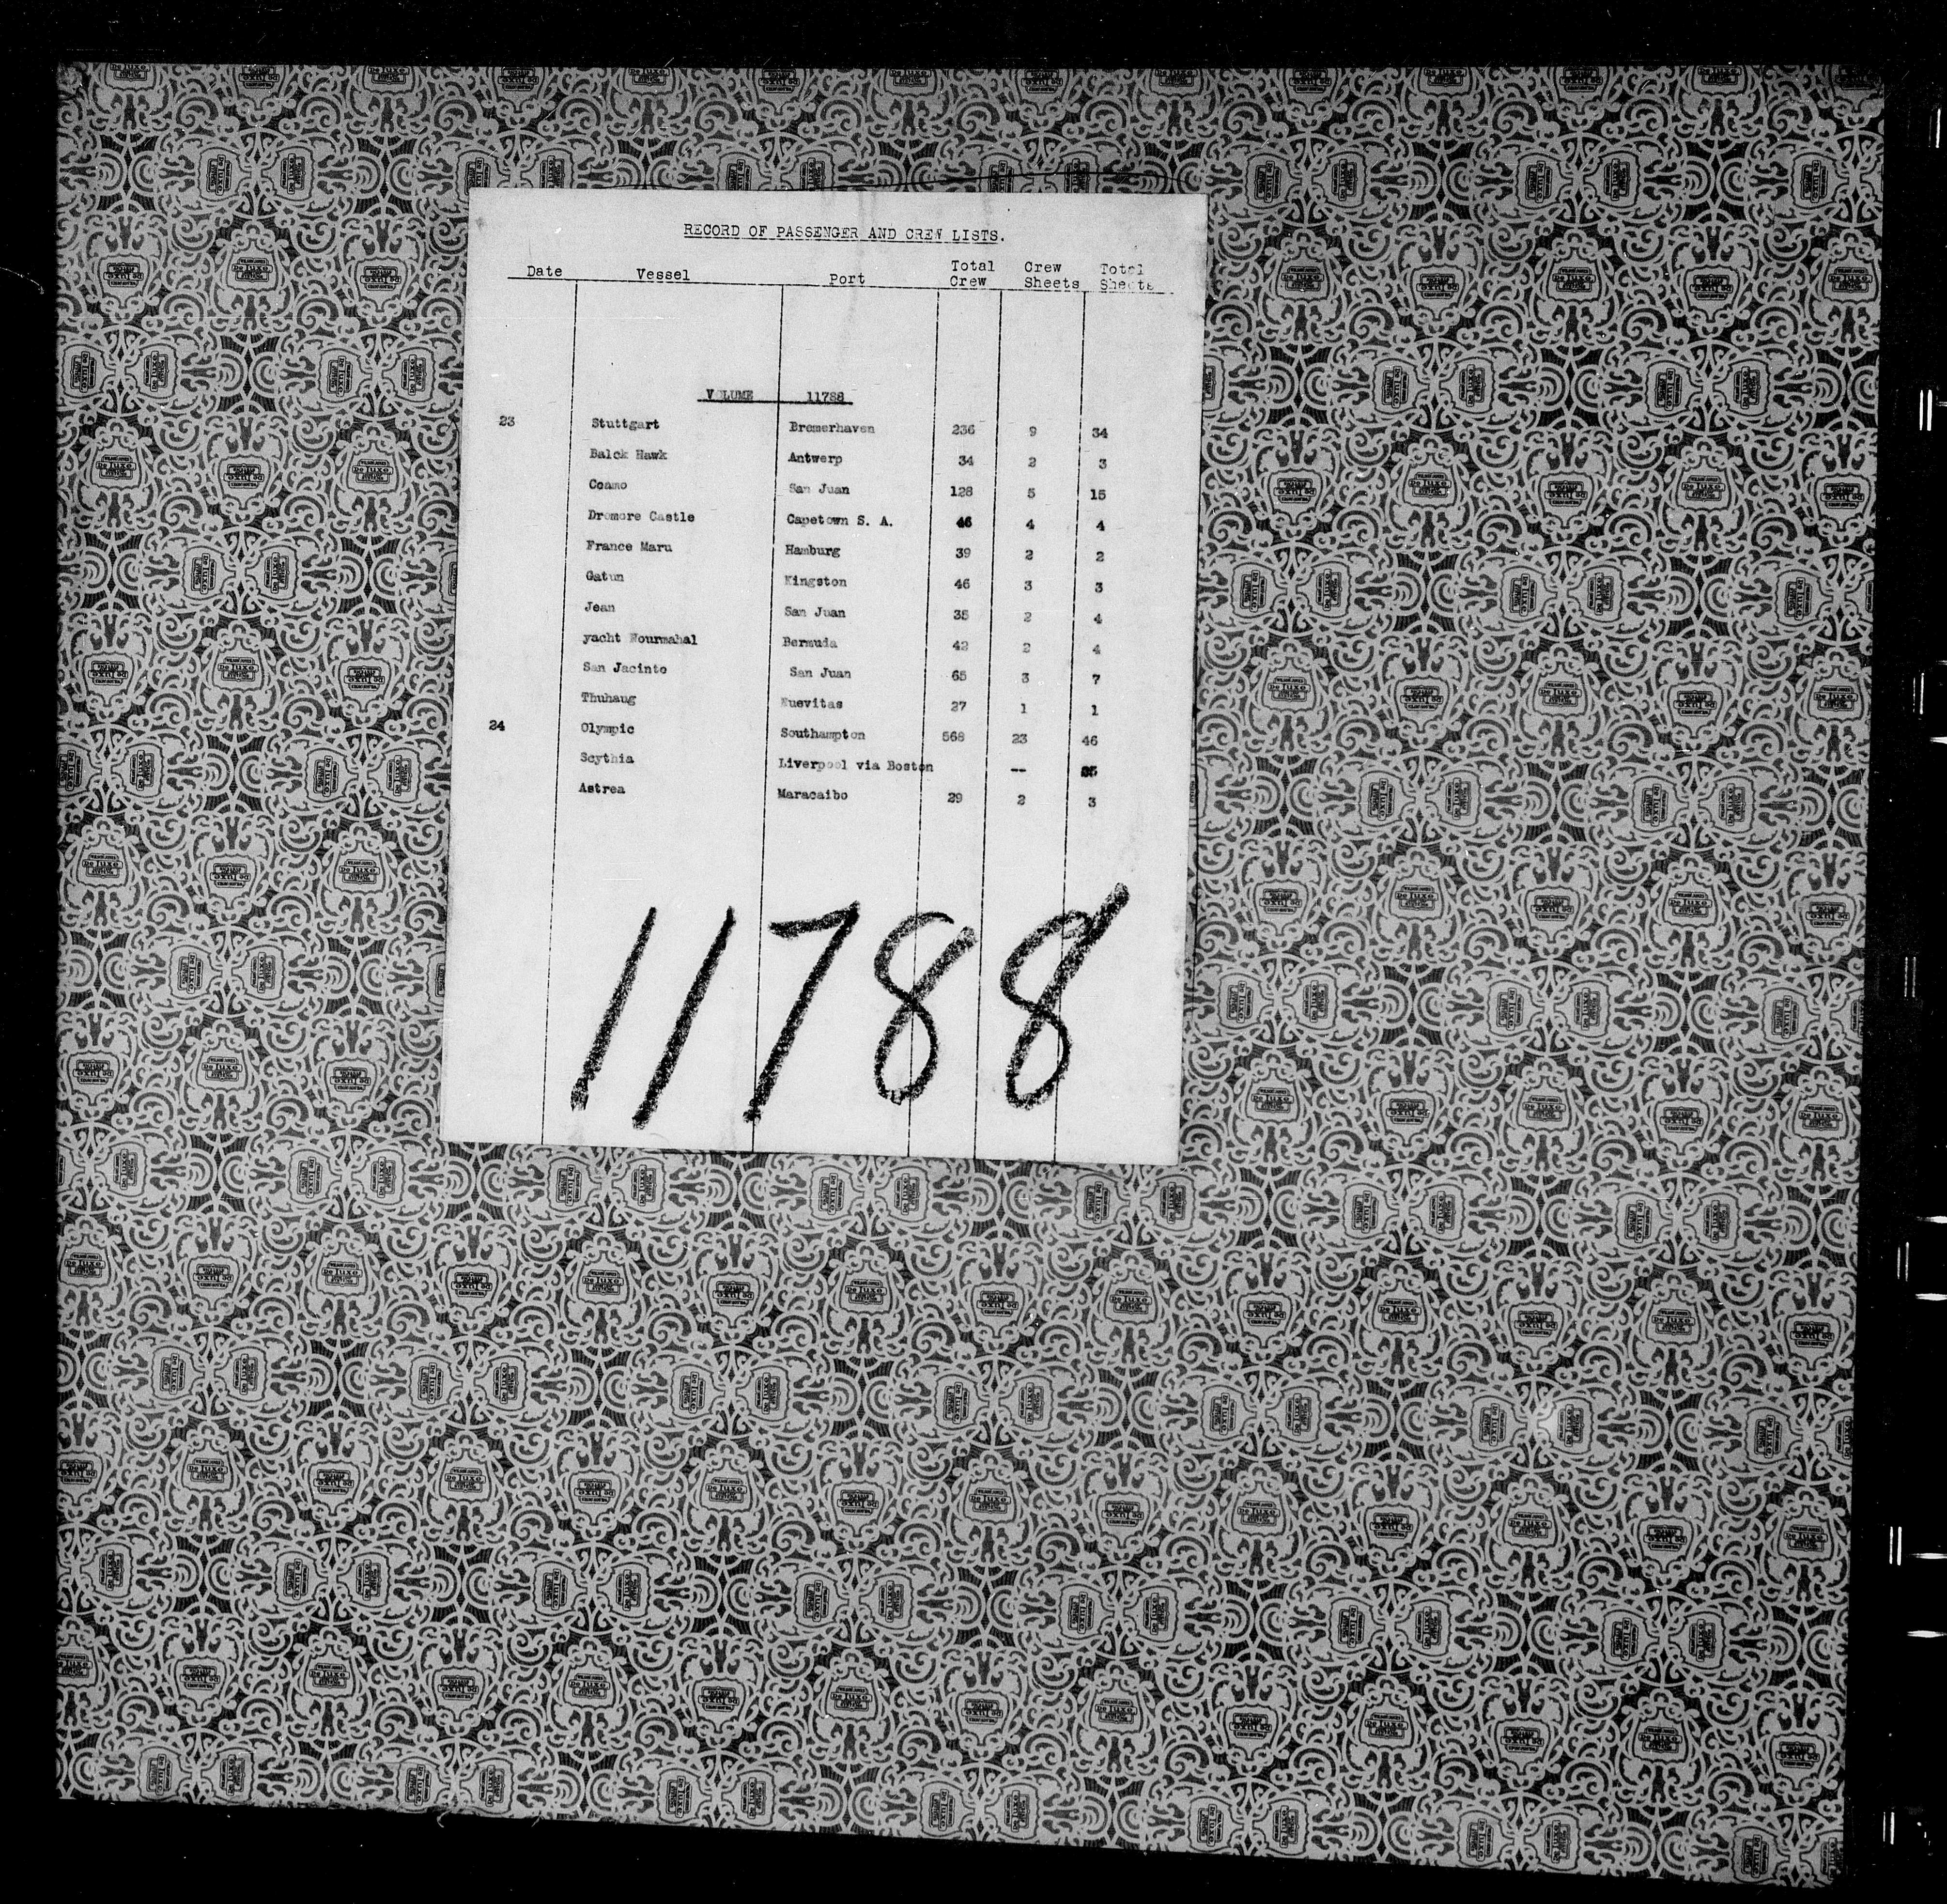 RECORD OF PASSENGER AND CREW LISTS.
Date Vessel Port Total Crew Crew Sheets Total Sheets
VOLUME 11788
23 Stuttgart Bremerhaven 236 9 34
Balck Hawk Antwerp 34 2 3
Coamo San Juan 128 5 15
Dromore Castle Capetown S. A. 46 4 4
France Maru Hamburg 39 2 2
Gatun Kingston 46 3 3
Jean San Juan 35 2 4
yacht Nourmahal Bermuda 42 2 4
San Jacinto San Juan 65 3 7
Thuhaug Nuevitas 27 1 1
24 Olympic Southampton 568 23 46
Scythia Liverpool via Boston --
Astrea Maracaibo 29 2 3
11788